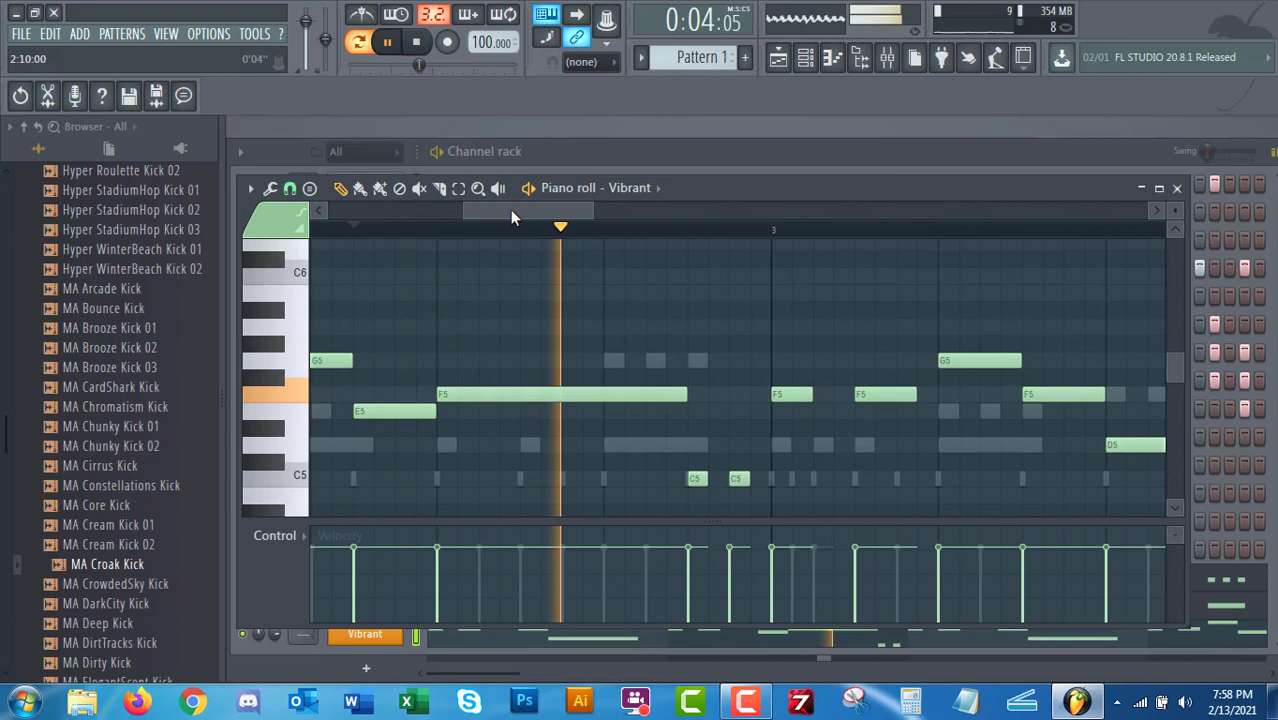 3.2.
0:04:05
M:S:CS
9
354 MB
8
FILE EDIT ADD PATTERNS VIEW OPTIONS TOOLS ?
100.000
2:10:00
0'04"
(none)
Pattern 1
+
02/01 FL STUDIO 20.8.1 Released
?
Browser - All
All
Channel rack
Swing
Hyper Roulette Kick 02
Hyper StadiumHop Kick 01
Hyper StadiumHop Kick 02
Hyper StadiumHop Kick 03
Hyper WinterBeach Kick 01
Hyper WinterBeach Kick 02
MA Arcade Kick
MA Bounce Kick
MA Brooze Kick 01
MA Brooze Kick 02
MA Brooze Kick 03
MA CardShark Kick
MA Chromatism Kick
MA Chunky Kick 01
MA Chunky Kick 02
MA Cirrus Kick
MA Constellations Kick
MA Core Kick
MA Cream Kick 01
MA Cream Kick 02
MA Croak Kick
MA CrowdedSky Kick
MA DarkCity Kick
MA Deep Kick
MA DirtTracks Kick
MA Dirty Kick
MA ElegantScent Kick
Piano roll - Vibrant
3
C6
G5
G5
F5
F5
F5
F5
E5
D5
C5
C5
C5
Control
Velocity
Vibrant
+
Ps
Ai
7:58 PM
2/13/2021